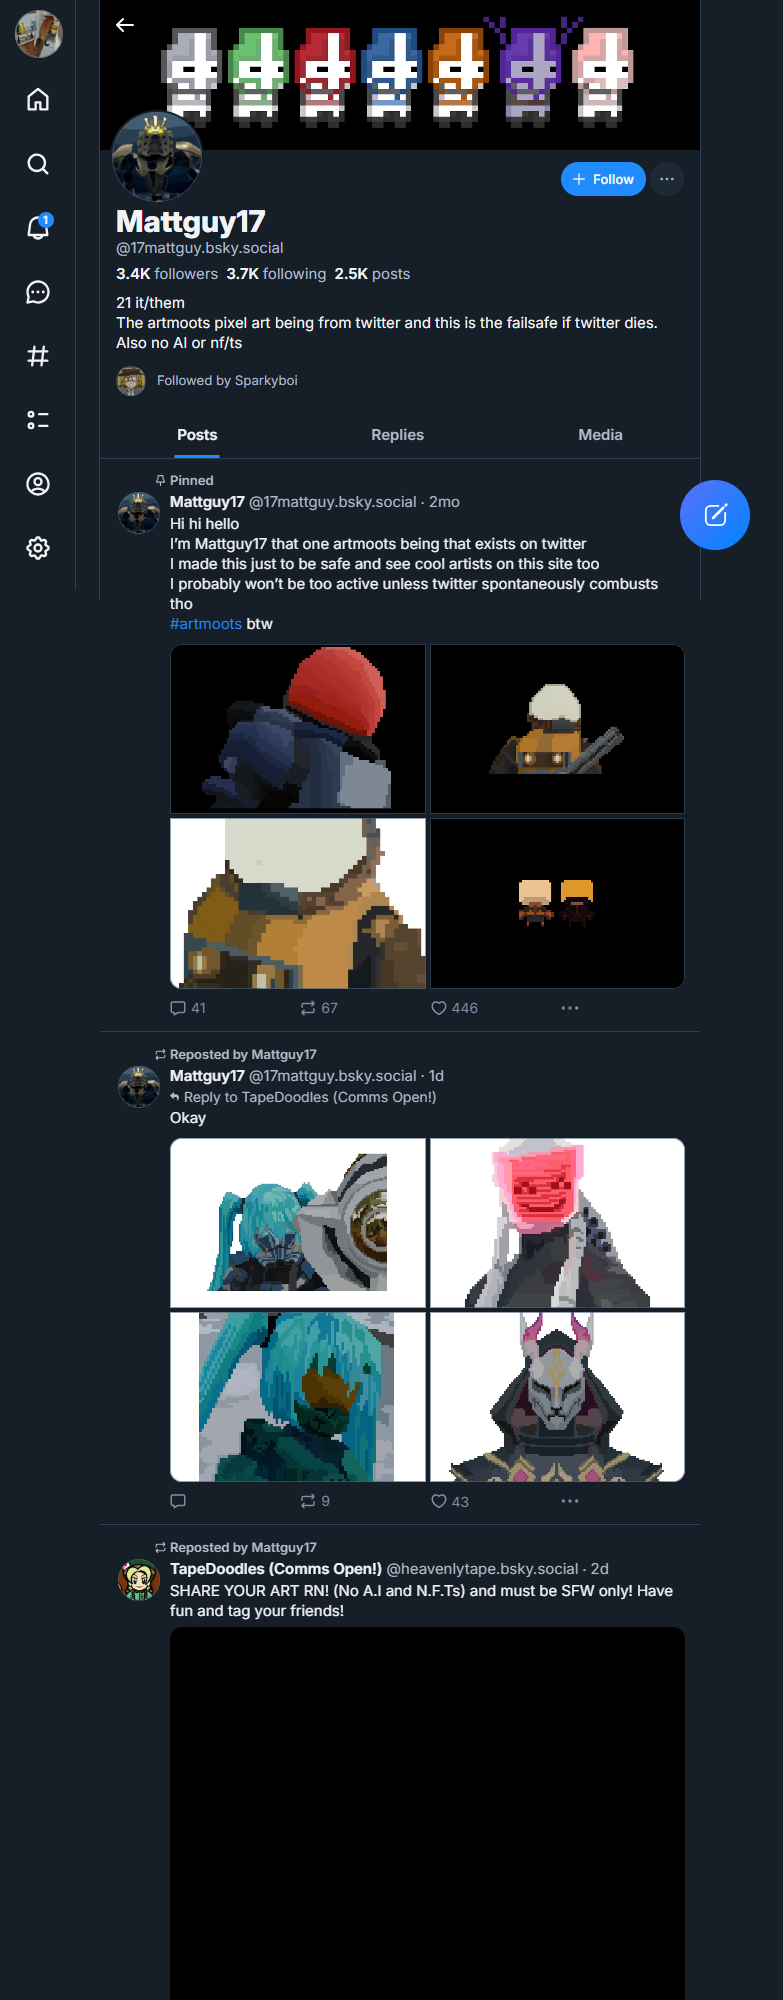 1
Follow
Mattguy17
@17mattguy.bsky.social
3.4K followers 3.7K following 2.5K posts
21 it/them
The artmoots pixel art being from twitter and this is the failsafe if twitter dies.
Also no AI or nf/ts
Followed by Sparkyboi
Posts Replies Media
Pinned
Mattguy17 @17mattguy.bsky.social · 2mo
Hi hi hello
I’m Mattguy17 that one artmoots being that exists on twitter
I made this just to be safe and see cool artists on this site too
I probably won’t be too active unless twitter spontaneously combusts
tho
#artmoots btw
41 67 446
Reposted by Mattguy17
Mattguy17 @17mattguy.bsky.social · 1d
Reply to TapeDoodles (Comms Open!)
Okay
9 43
Reposted by Mattguy17
TapeDoodles (Comms Open!) @heavenlytape.bsky.social · 2d
SHARE YOUR ART RN! (No A.I and N.F.Ts) and must be SFW only! Have
fun and tag your friends!